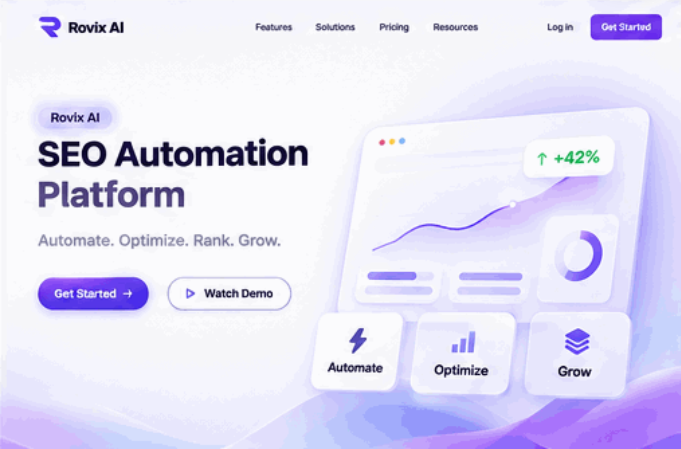 Rovix AI
Features
Solutions
Pricing
Resources
Log in
Get Started
Rovix AI
SEO Automation
Platform
Automate. Optimize. Rank. Grow.
Get Started →
Watch Demo
↑ +42%
Automate
Optimize
Grow